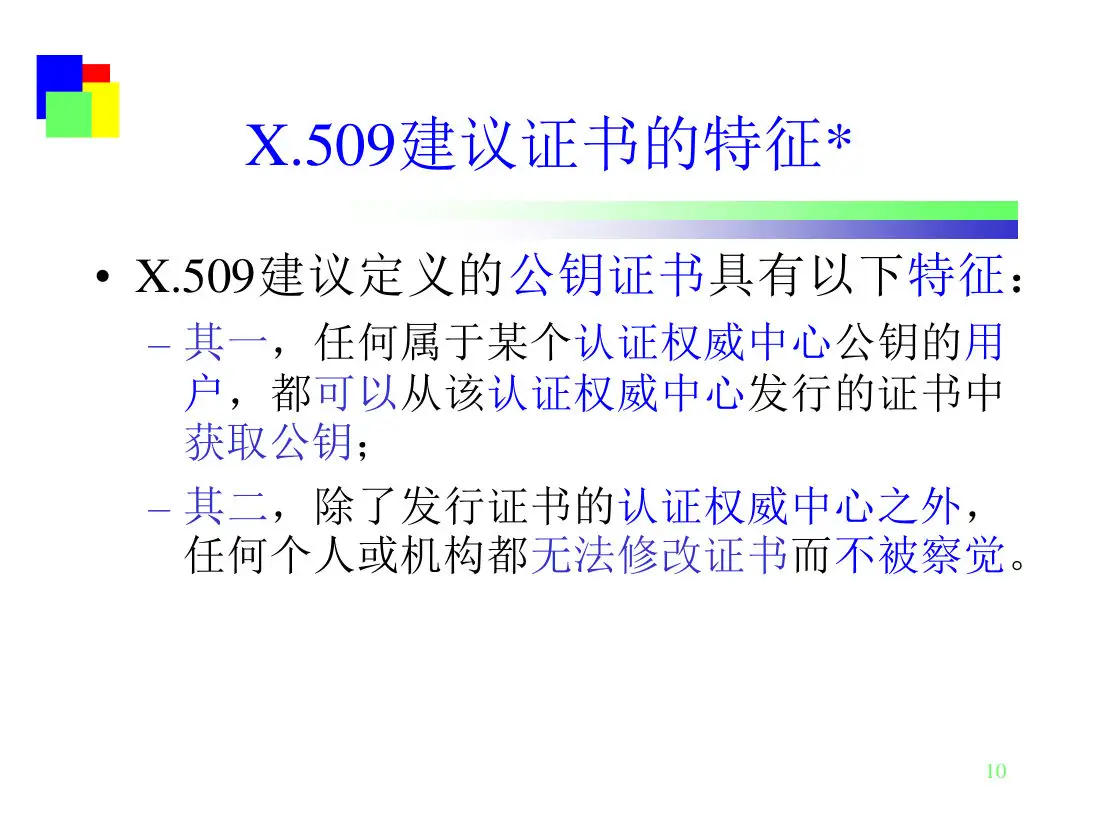 X.509建议证书的特征*
• X.509建议定义的公钥证书具有以下特征：
– 其一，任何属于某个认证权威中心公钥的用
户，都可以从该认证权威中心发行的证书中
获取公钥；
– 其二，除了发行证书的认证权威中心之外，
任何个人或机构都无法修改证书而不被察觉。
10